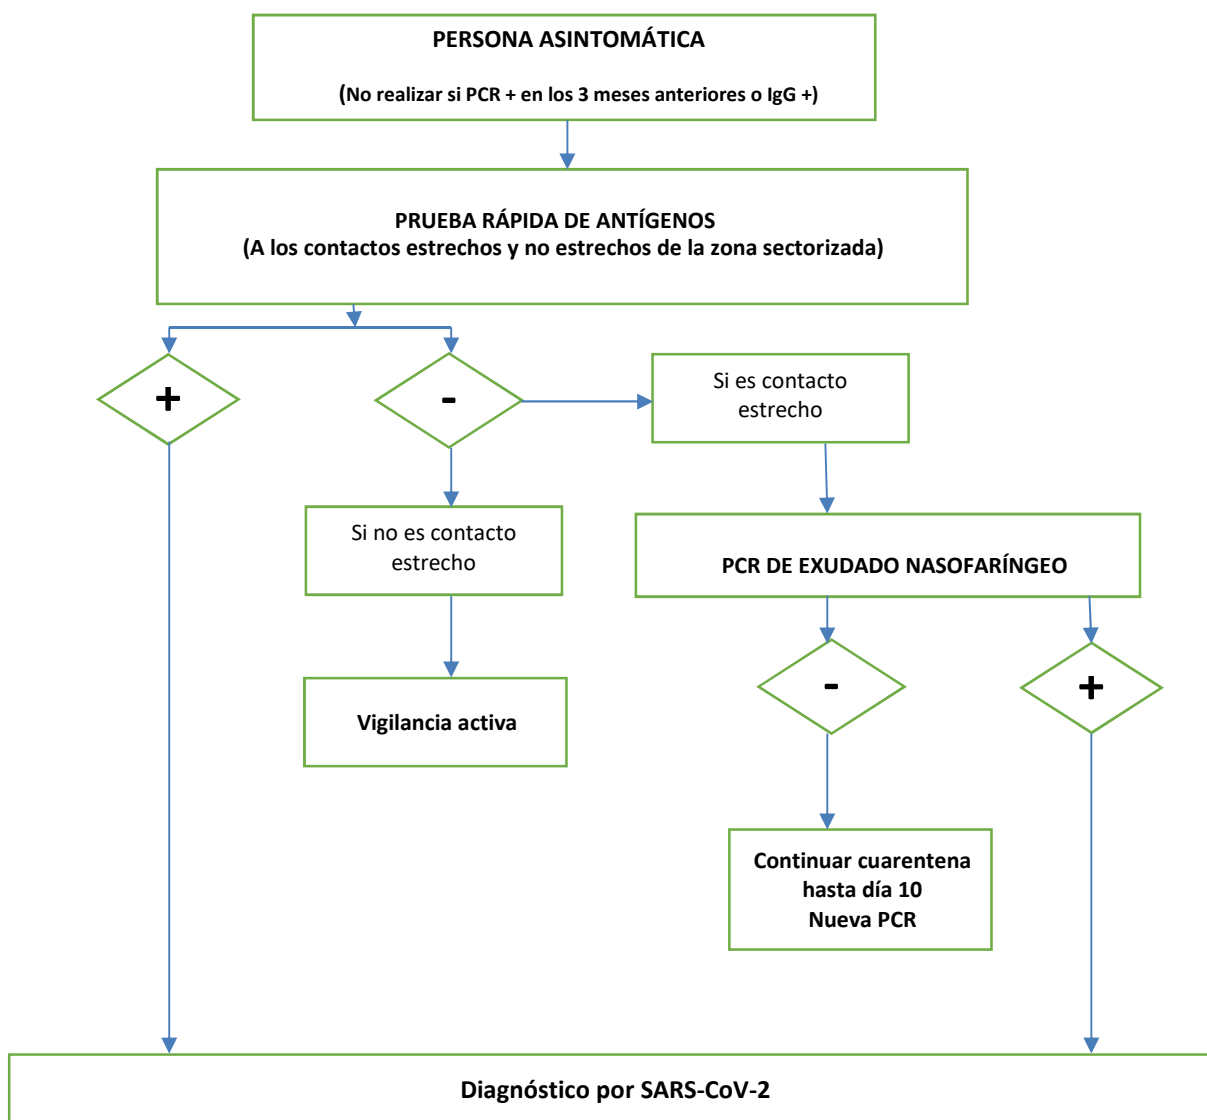 PERSONA ASINTOMÁTICA
(No realizar si PCR + en los 3 meses anteriores o IgG +)
PRUEBA RÁPIDA DE ANTÍGENOS
(A los contactos estrechos y no estrechos de la zona sectorizada)
+
-
Si es contacto
estrecho
Si no es contacto
estrecho
PCR DE EXUDADO NASOFARÍNGEO
-
+
Vigilancia activa
Continuar cuarentena
hasta día 10
Nueva PCR
Diagnóstico por SARS-CoV-2